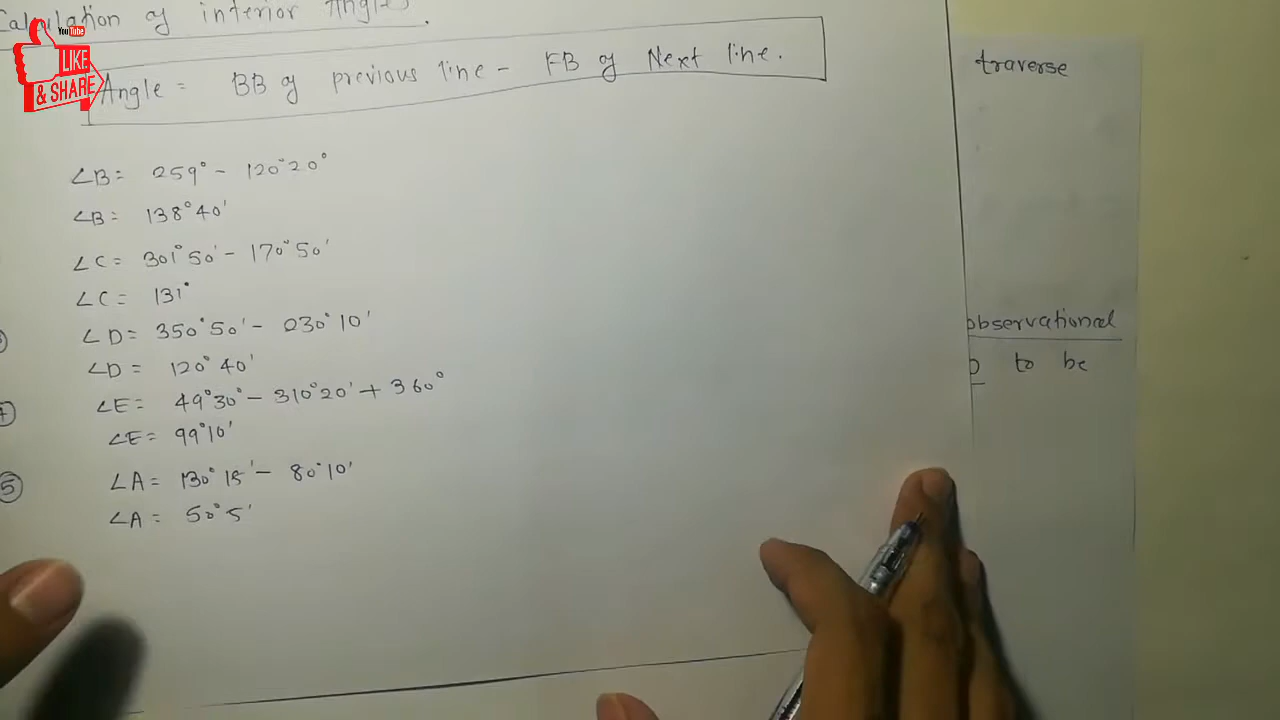 Calculation of interior Angles.
YouTube
LIKE
& SHARE
Angle = BB of previous line - FB of Next line.
∠B = 259° - 120°20°
∠B = 138°40'
∠C = 301°50' - 170°50'
∠C = 131°
∠D = 350°50' - 230°10'
∠D = 120°40'
∠E = 49°30° - 310°20' + 360°
∠E = 99°10'
⑤ ∠A = 130°15' - 80°10'
∠A = 50°5'
traverse
observational
to be